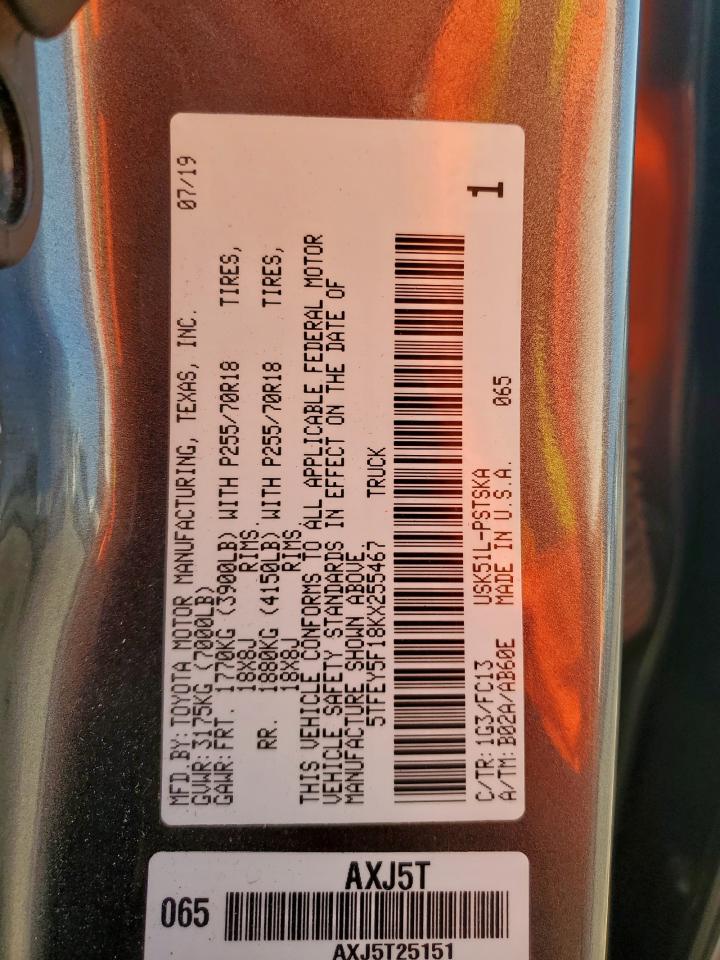 MFD.BY: TOYOTA MOTOR MANUFACTURING, TEXAS, INC. 07/19
GVWR: 3175KG (7000LB)
GAWR: FRT. 1770KG (3900LB) WITH P255/70R18 TIRES,
18X8J RIMS,
RR. 1880KG (4150LB) WITH P255/70R18 TIRES,
18X8J RIMS
THIS VEHICLE CONFORMS TO ALL APPLICABLE FEDERAL MOTOR
VEHICLE SAFETY STANDARDS IN EFFECT ON THE DATE OF
MANUFACTURE SHOWN ABOVE.
5TFEY5F18KX255467 TRUCK
1
C/TR: 1G3/FC13 USK51L-PSTSKA 065
A/TM: B02A/AB60E MADE IN U.S.A.
AXJ5T
065
AXJ5T25151